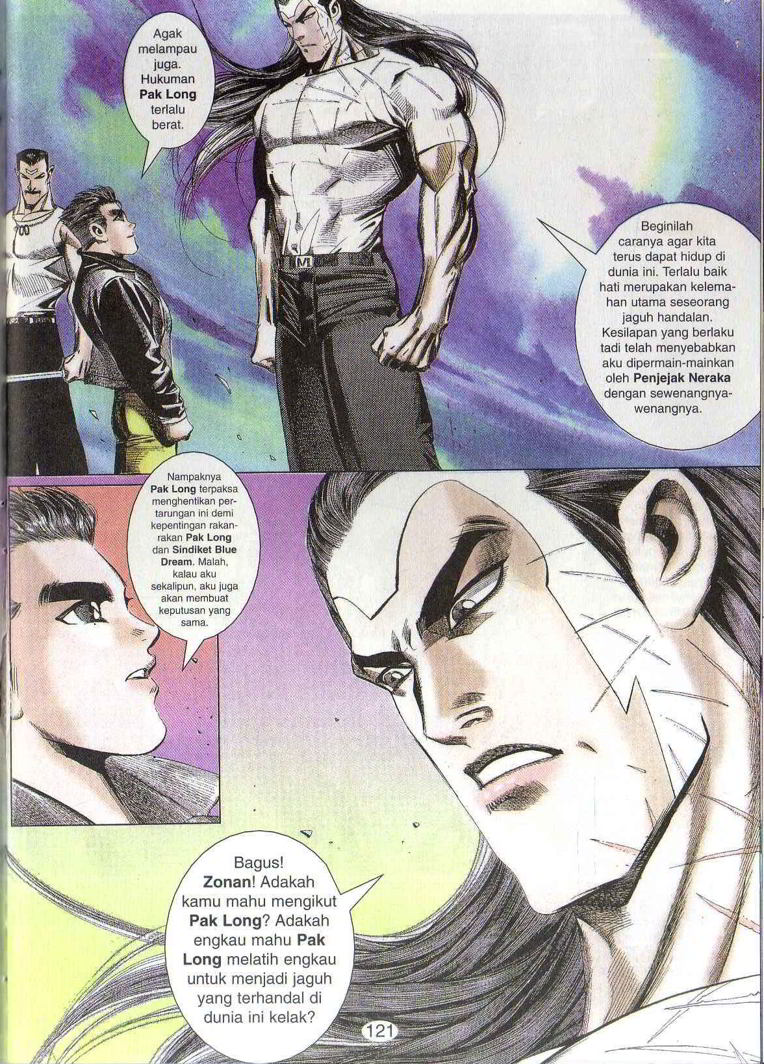 Agak
melampau
juga.
Hukuman
Pak Long
terlalu
berat.
M
Beginilah
caranya agar kita
terus dapat hidup di
dunia ini. Terlalu baik
hati merupakan kelema-
han utama seseorang
jaguh handalan.
Kesilapan yang berlaku
tadi telah menyebabkan
aku dipermain-mainkan
oleh Penjejak Neraka
dengan sewenangnya-
wenangnya.
Nampaknya
Pak Long terpaksa
menghentikan per-
tarungan ini demi
kepentingan rakan-
rakan Pak Long
dan Sindiket Blue
Dream. Malah,
kalau aku
sekalipun, aku juga
akan membuat
keputusan yang
sama.
Bagus!
Zonan! Adakah
kamu mahu mengikut
Pak Long? Adakah
engkau mahu Pak
Long melatih engkau
untuk menjadi jaguh
yang terhandal di
dunia ini kelak?
121